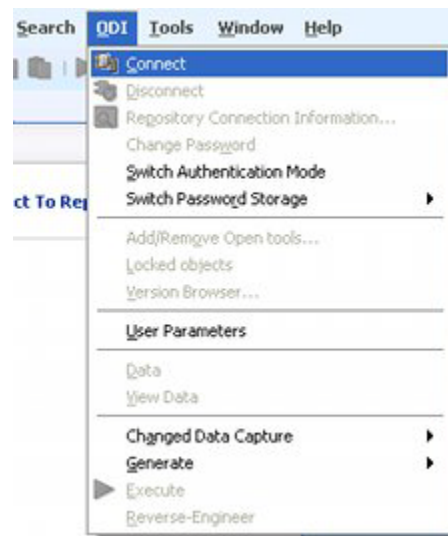 Search ODI Tools Window Help
Connect
Disconnect
Repository Connection Information...
Change Password
Switch Authentication Mode
ct To Rep
Switch Password Storage
Add/Remove Open tools...
Locked objects
Version Browser...
User Parameters
Data
View Data
Changed Data Capture
Generate
Execute
Reverse-Engineer